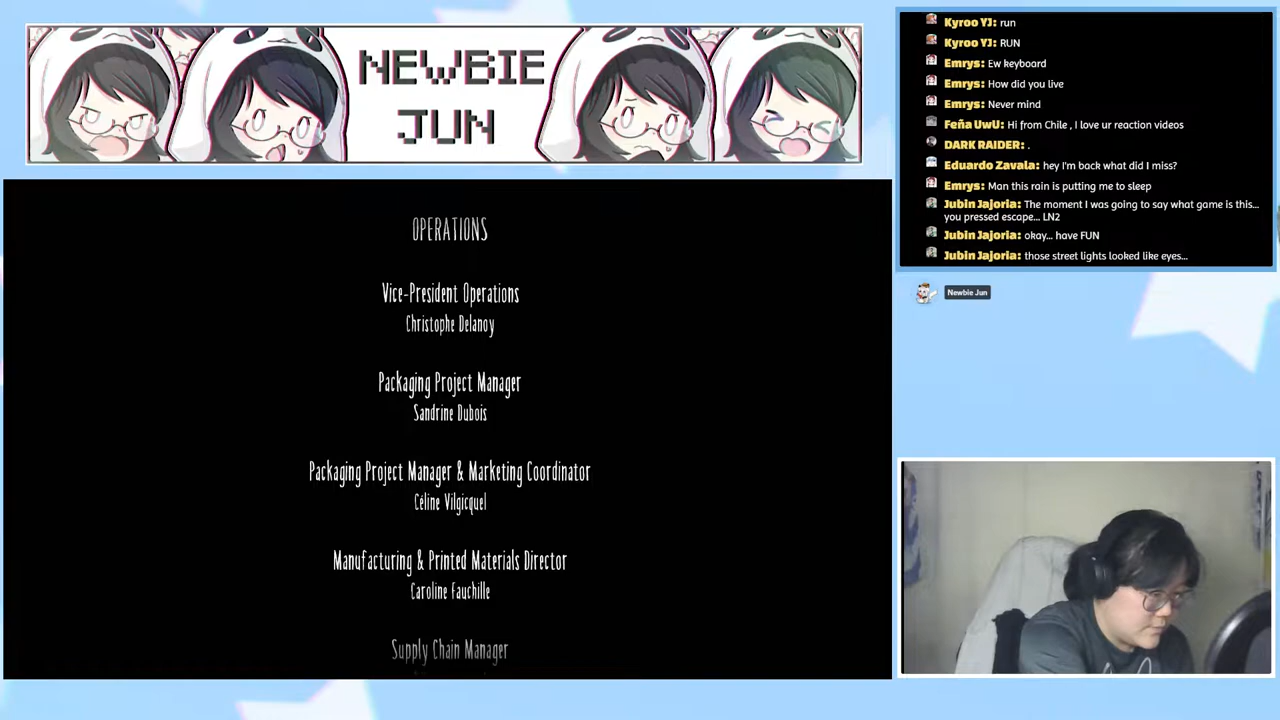 NEWBIE
JUN
OPERATIONS
Vice-President Operations
Christophe Delanoy
Packaging Project Manager
Sandrine Dubois
Packaging Project Manager & Marketing Coordinator
Céline Vilgicquel
Manufacturing & Printed Materials Director
Caroline Fauchille
Supply Chain Manager
Kyroo YJ: run
Kyroo YJ: RUN
Emrys: Ew keyboard
Emrys: How did you live
Emrys: Never mind
Feña UwU: Hi from Chile , I love ur reaction videos
DARK RAIDER: .
Eduardo Zavala: hey I'm back what did I miss?
Emrys: Man this rain is putting me to sleep
Jubin Jajoria: The moment I was going to say what game is this...
you pressed escape... LN2
Jubin Jajoria: okay... have FUN
Jubin Jajoria: those street lights looked like eyes...
Newbie Jun